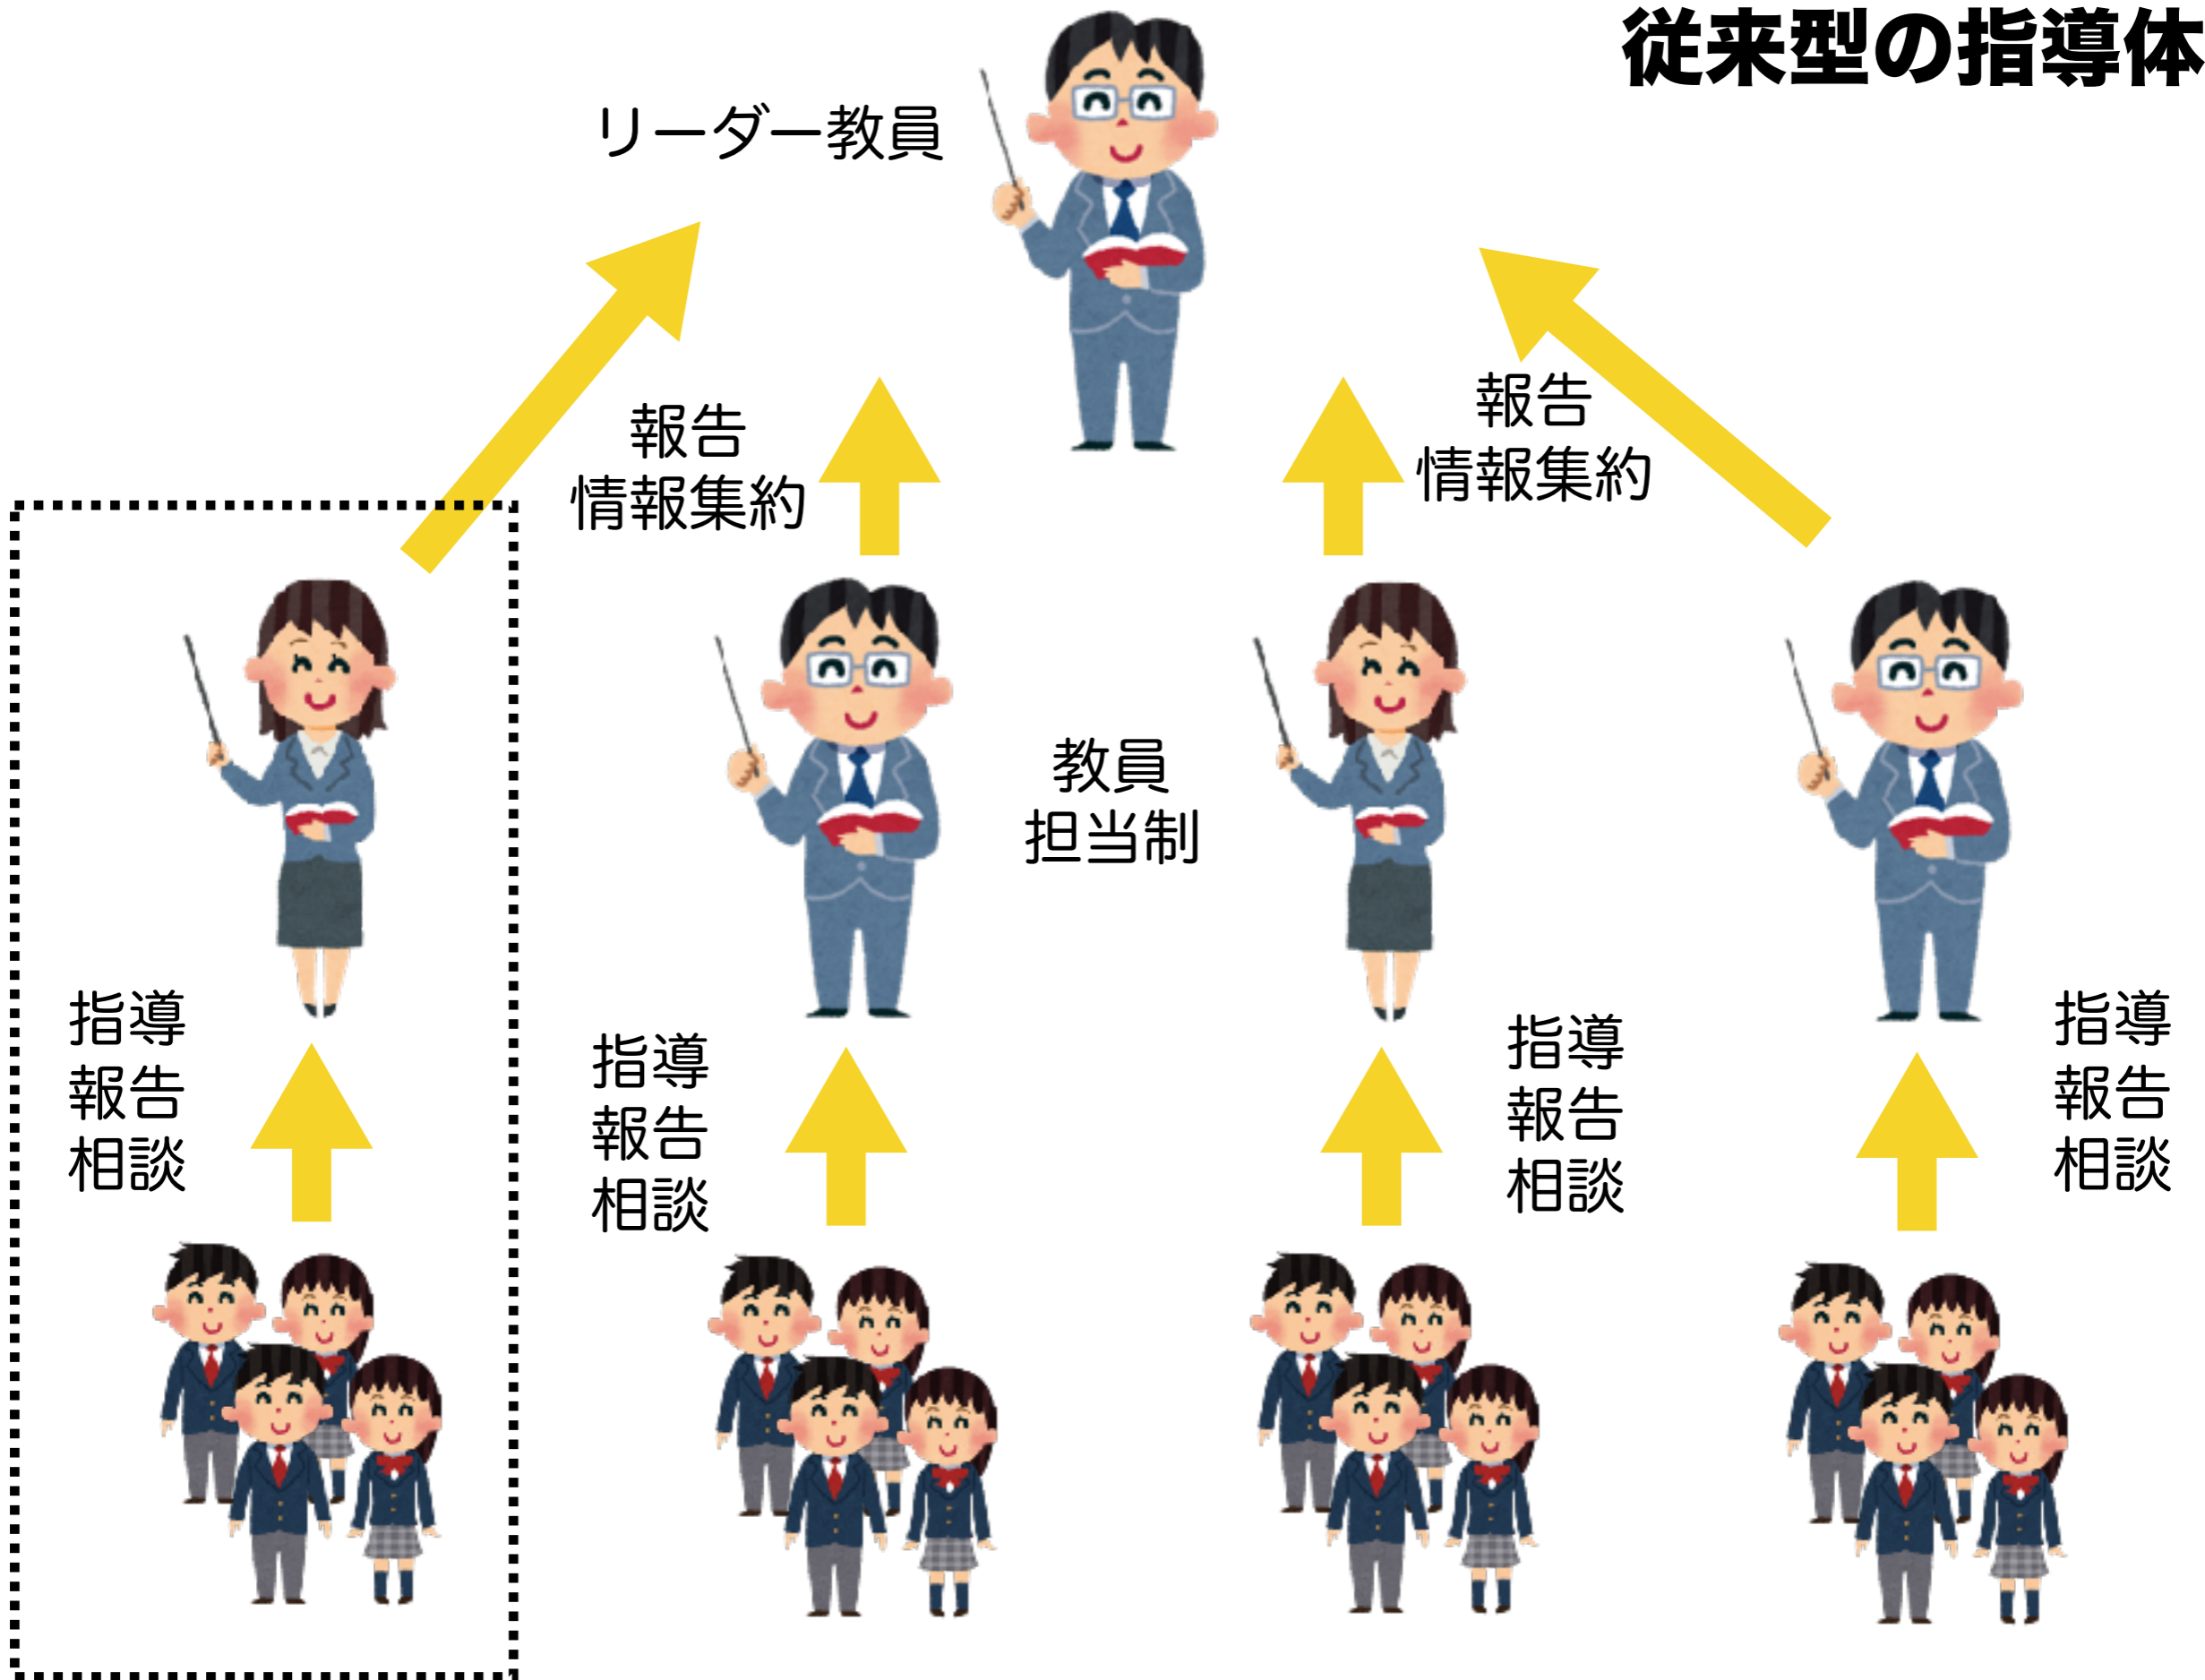 従来型の指導体
リーダー教員
報告
情報集約
報告
情報集約
教員
担当制
指導
報告
相談
指導
報告
相談
指導
報告
相談
指導
報告
相談